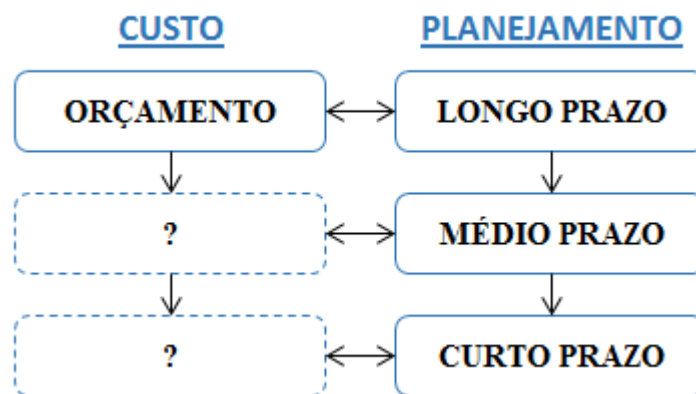 CUSTO
PLANEJAMENTO
ORÇAMENTO
LONGO PRAZO
?
MÉDIO PRAZO
?
CURTO PRAZO